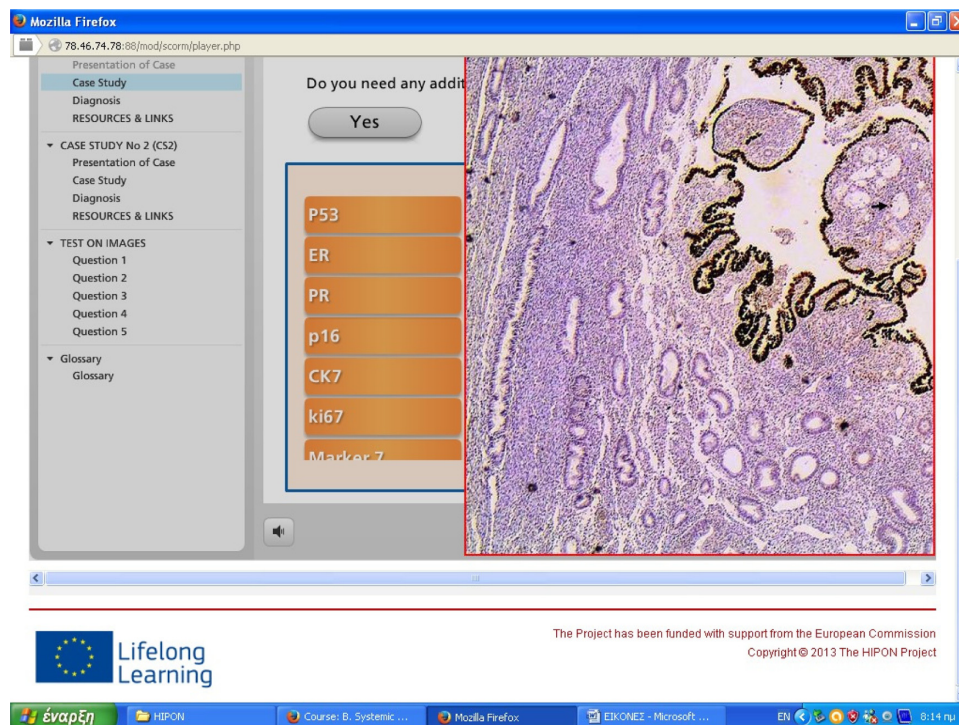 Mozilla Firefox
78.46.74.78:88/mod/scorm/player.php
Presentation of Case
Case Study
Diagnosis
RESOURCES & LINKS
CASE STUDY No 2 (CS2)
Presentation of Case
Case Study
Diagnosis
RESOURCES & LINKS
TEST ON IMAGES
Question 1
Question 2
Question 3
Question 4
Question 5
Glossary
Glossary
Do you need any addit
Yes
P53
ER
PR
p16
CK7
ki67
Marker 7
Lifelong
Learning
The Project has been funded with support from the European Commission
Copyright © 2013 The HIPON Project
έναρξη
HIPON
Course: B. Systemic ...
Mozilla Firefox
ΕΙΚΟΝΕΣ - Microsoft ...
EN
8:14 πμ